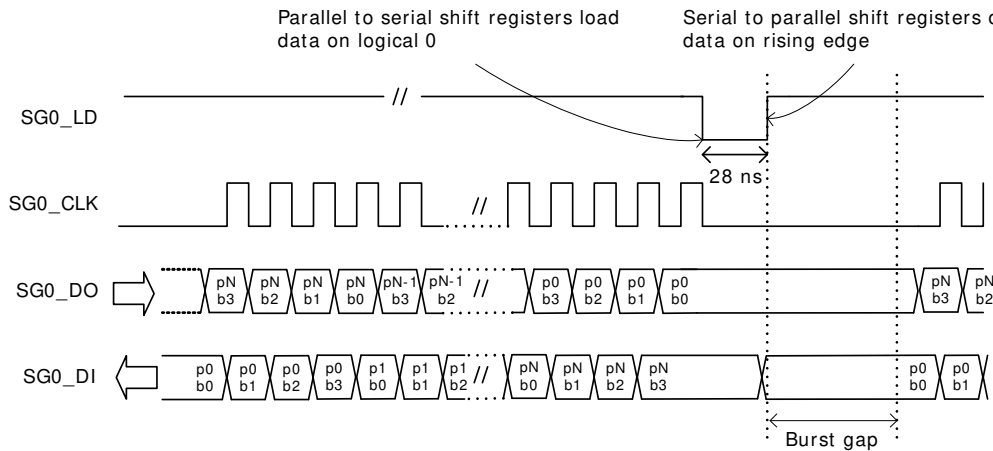 Parallel to serial shift registers load
data on logical 0
Serial to parallel shift registers
data on rising edge
SG0_LD
//
28 ns
SG0_CLK
//
SG0_DO
pN b3 pN b2 pN b1 pN b0 pN-1 b3 pN-1 b2 // p0 b3 p0 b2 p0 b1 p0 b0 pN b3 pN b2
SG0_DI
p0 b0 p0 b1 p0 b2 p0 b3 p1 b0 p1 b1 p1 b2 // pN b0 pN b1 pN b2 pN b3 p0 b0 p0 b1
Burst gap